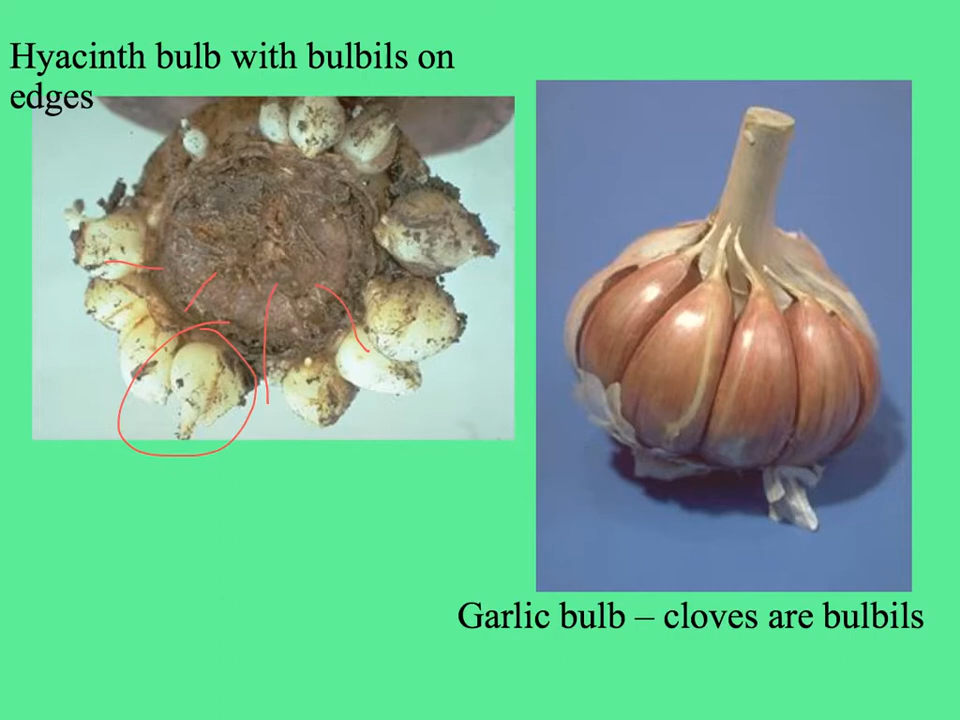 Hyacinth bulb with bulbils on
edges
Garlic bulb – cloves are bulbils